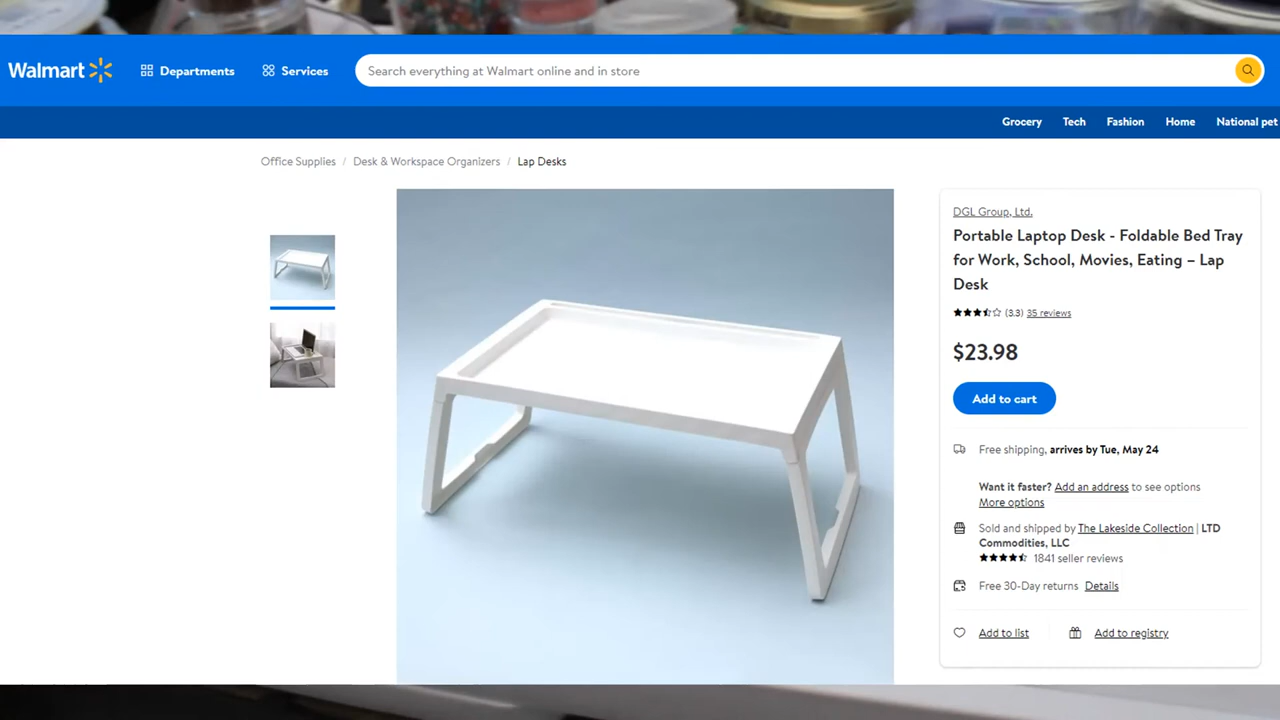 Walmart
Departments
Services
Search everything at Walmart online and in store
Grocery
Tech
Fashion
Home
National pet
Office Supplies / Desk & Workspace Organizers / Lap Desks
DGL Group, Ltd.
Portable Laptop Desk - Foldable Bed Tray
for Work, School, Movies, Eating – Lap
Desk
(3.3) 35 reviews
$23.98
Add to cart
Free shipping, arrives by Tue, May 24
Want it faster? Add an address to see options
More options
Sold and shipped by The Lakeside Collection | LTD
Commodities, LLC
1841 seller reviews
Free 30-Day returns Details
Add to list
Add to registry